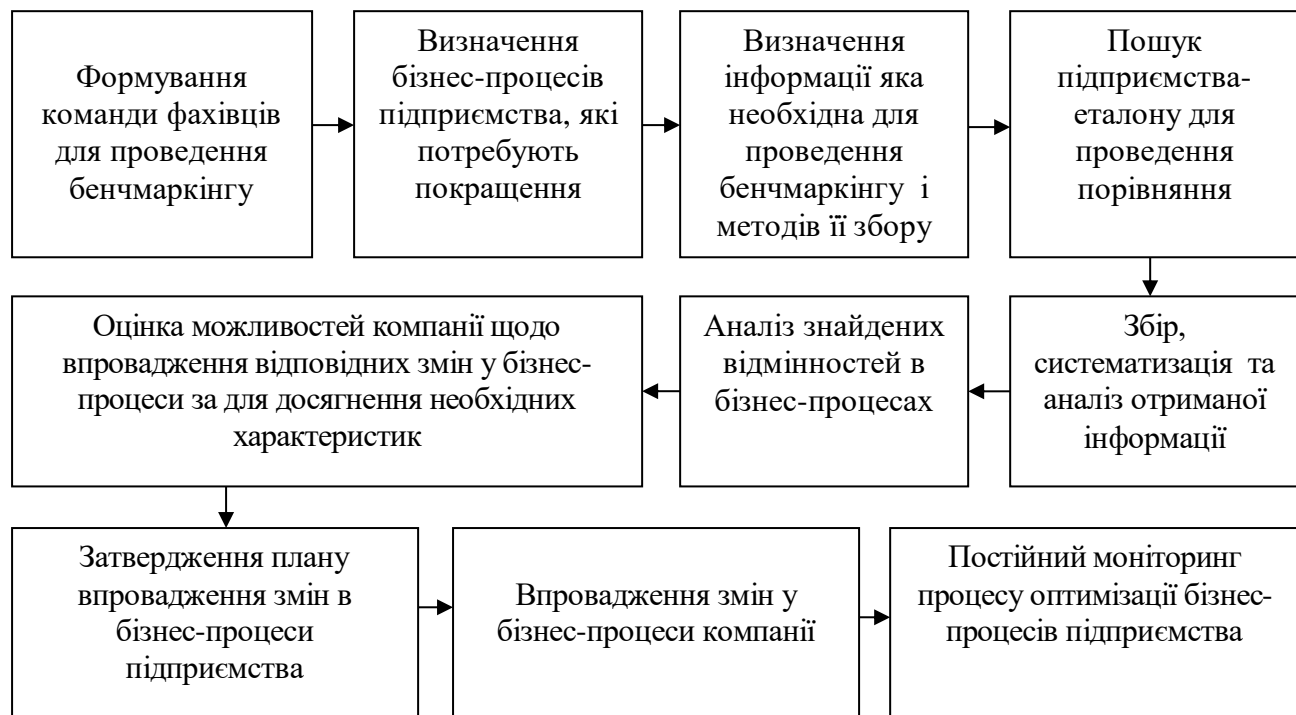 Формування
команди фахівців
для проведення
бенчмаркінгу
Визначення
бізнес-процесів
підприємства, які
потребують
покращення
Визначення
інформації яка
необхідна для
проведення
бенчмаркінгу і
методів її збору
Пошук
підприємства-
еталону для
проведення
порівняння
Збір,
систематизація та
аналіз отриманої
інформації
Аналіз знайдених
відмінностей в
бізнес-процесах
Оцінка можливостей компанії щодо
впровадження відповідних змін у бізнес-
процеси за для досягнення необхідних
характеристик
Затвердження плану
впровадження змін в
бізнес-процеси
підприємства
Впровадження змін у
бізнес-процеси компанії
Постійний моніторинг
процесу оптимізації бізнес-
процесів підприємства